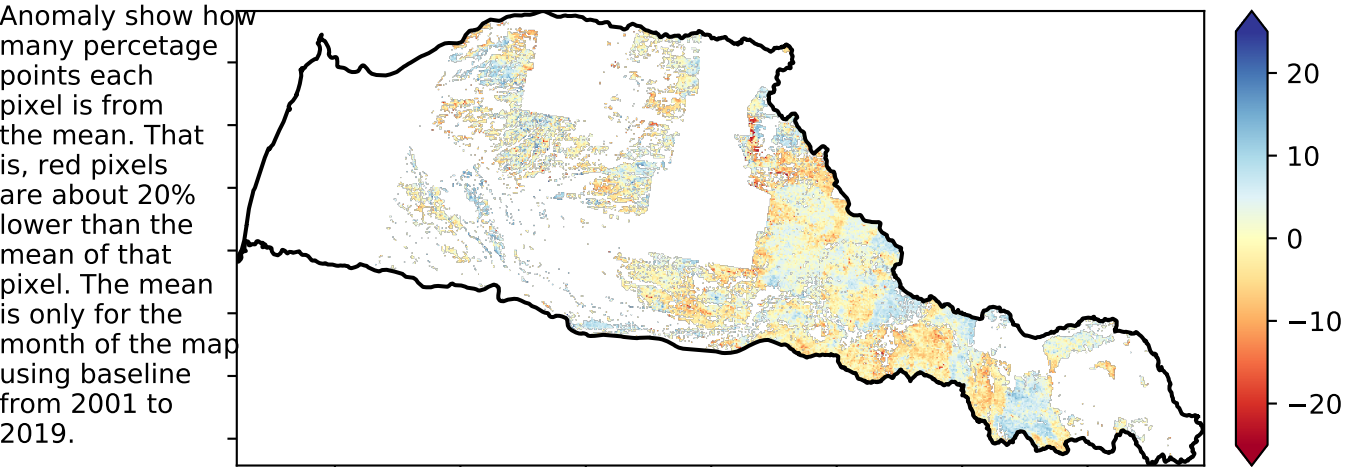 Anomaly show how
many percetage
points each
pixel is from
the mean. That
is, red pixels
are about 20%
lower than the
mean of that
pixel. The mean
is only for the
month of the map
using baseline
from 2001 to
2019.
20
10
0
−10
−20